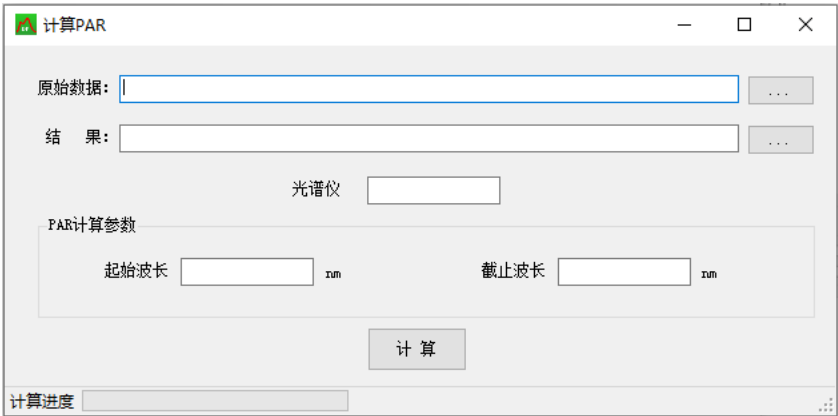 计算PAR
原始数据： ...
结 果： ...
光谱仪
PAR计算参数
起始波长 nm 截止波长 nm
计 算
计算进度